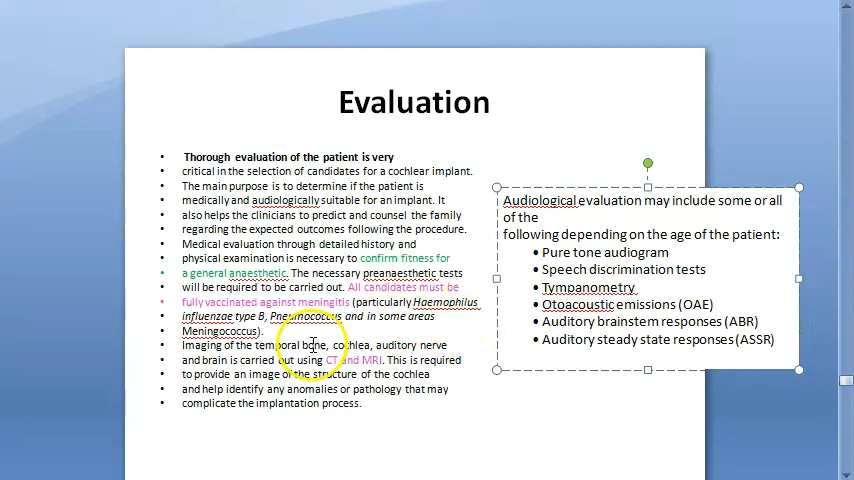 Evaluation
• Thorough evaluation of the patient is very
• critical in the selection of candidates for a cochlear implant.
• The main purpose is to determine if the patient is
• medically and audiologically suitable for an implant. It
• also helps the clinicians to predict and counsel the family
• regarding the expected outcomes following the procedure.
• Medical evaluation through detailed history and
• physical examination is necessary to confirm fitness for
• a general anaesthetic. The necessary preanaesthetic tests
• will be required to be carried out. All candidates must be
• fully vaccinated against meningitis (particularly Haemophilus
• influenzae type B, Pneumococcus and in some areas
• Meningococcus).
• Imaging of the temporal bone, cochlea, auditory nerve
• and brain is carried out using CT and MRI. This is required
• to provide an image of the structure of the cochlea
• and help identify any anomalies or pathology that may
• complicate the implantation process.
Audiological evaluation may include some or all
of the
following depending on the age of the patient:
• Pure tone audiogram
• Speech discrimination tests
• Tympanometry
• Otoacoustic emissions (OAE)
• Auditory brainstem responses (ABR)
• Auditory steady state responses (ASSR)